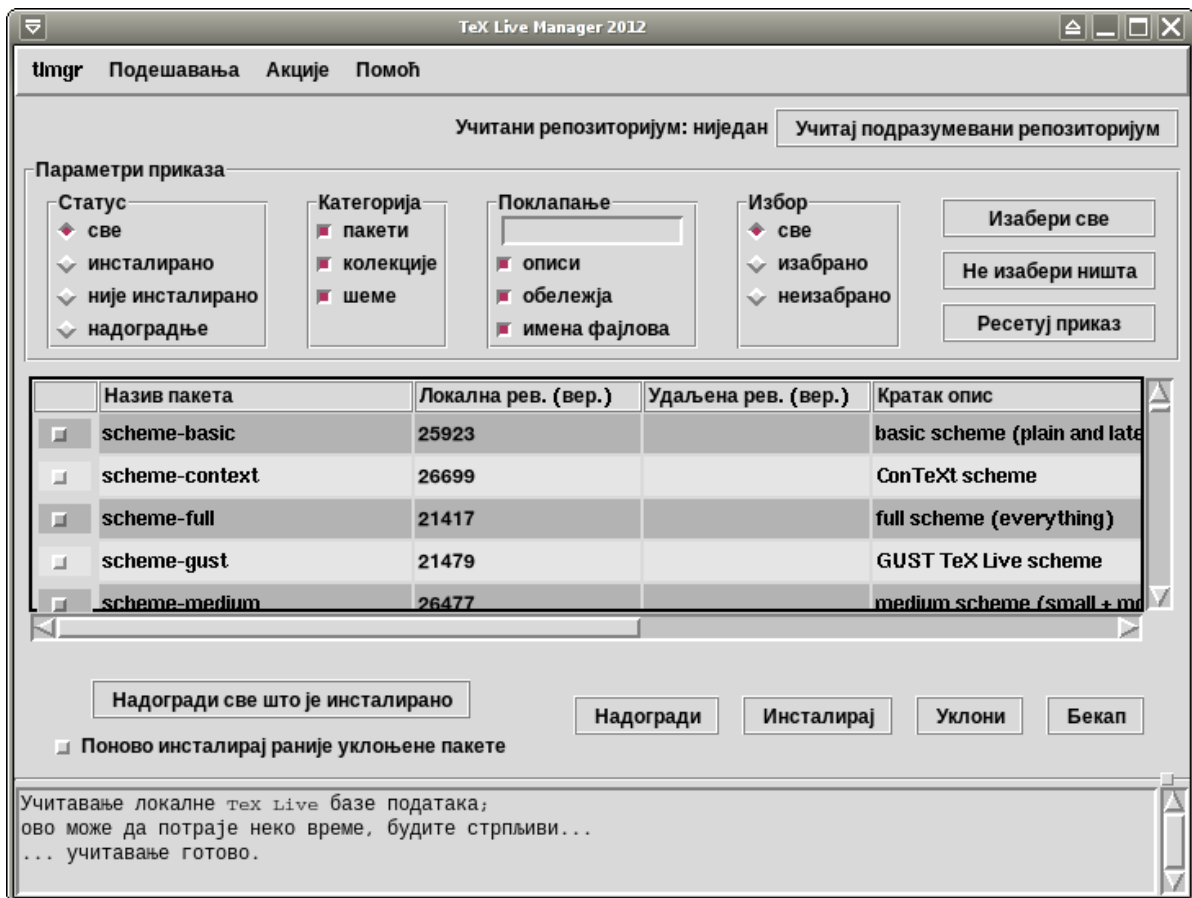 TeX Live Manager 2012
tlmgr Подешавања Акције Помоћ
Учитани репозиторијум: ниједан Учитај подразумевани репозиторијум
Параметри приказа
Статус Категорија Поклапање Избор
све пакети све Изабери све
инсталирано колекције описи изабрано Не изабери ништа
није инсталирано шеме обележја неизабрано
надоградње имена фајлова Ресетуј приказ
Назив пакета Локална рев. (вер.) Удаљена рев. (вер.) Кратак опис
scheme-basic 25923 basic scheme (plain and late
scheme-context 26699 ConTeXt scheme
scheme-full 21417 full scheme (everything)
scheme-gust 21479 GUST TeX Live scheme
scheme-medium 26477 medium scheme (small + mo
Надогради све што је инсталирано
Надогради Инсталирај Уклони Бекап
Поново инсталирај раније уклоњене пакете
Учитавање локалне TeX Live базе података;
ово може да потраје неко време, будите стрпљиви...
... учитавање готово.